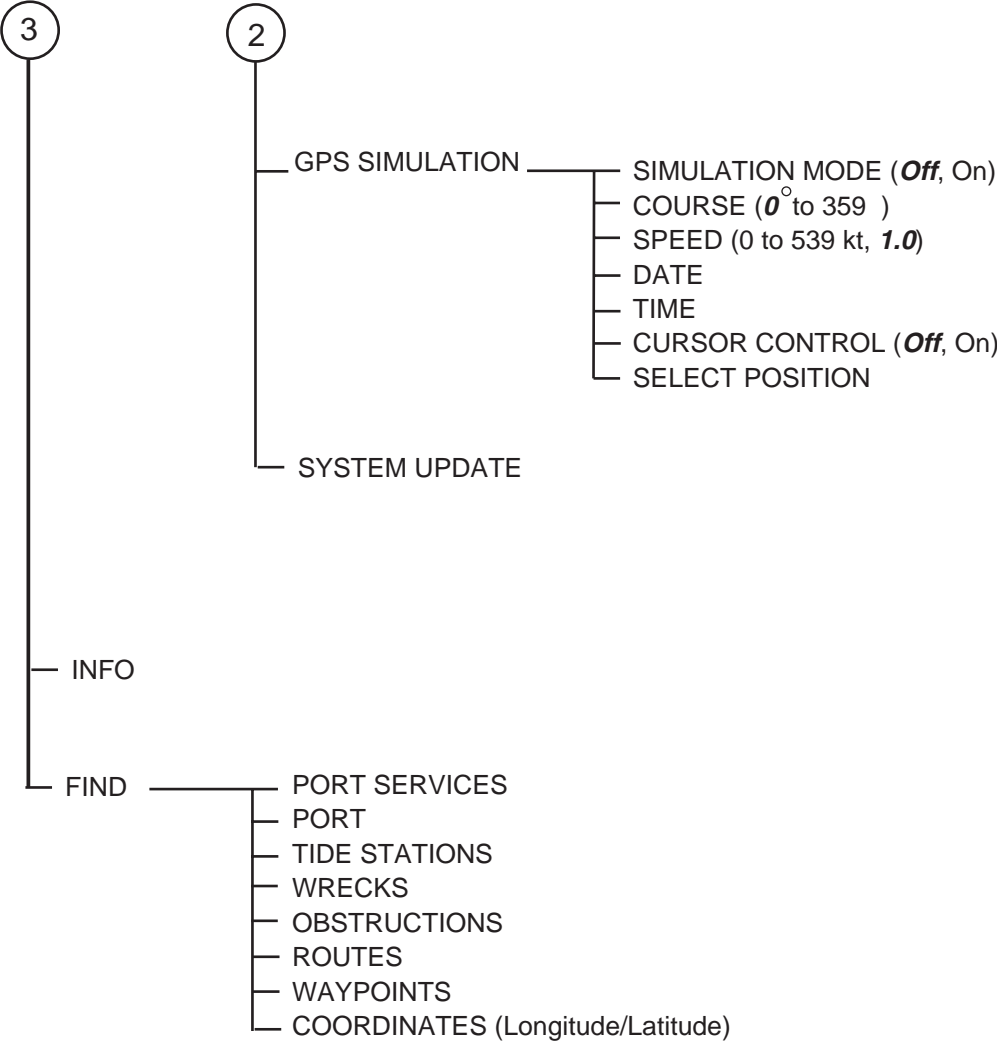 3
2
GPS SIMULATION
SIMULATION MODE (Off, On)
COURSE (0° to 359 )
SPEED (0 to 539 kt, 1.0)
DATE
TIME
CURSOR CONTROL (Off, On)
SELECT POSITION
SYSTEM UPDATE
INFO
FIND
PORT SERVICES
PORT
TIDE STATIONS
WRECKS
OBSTRUCTIONS
ROUTES
WAYPOINTS
COORDINATES (Longitude/Latitude)